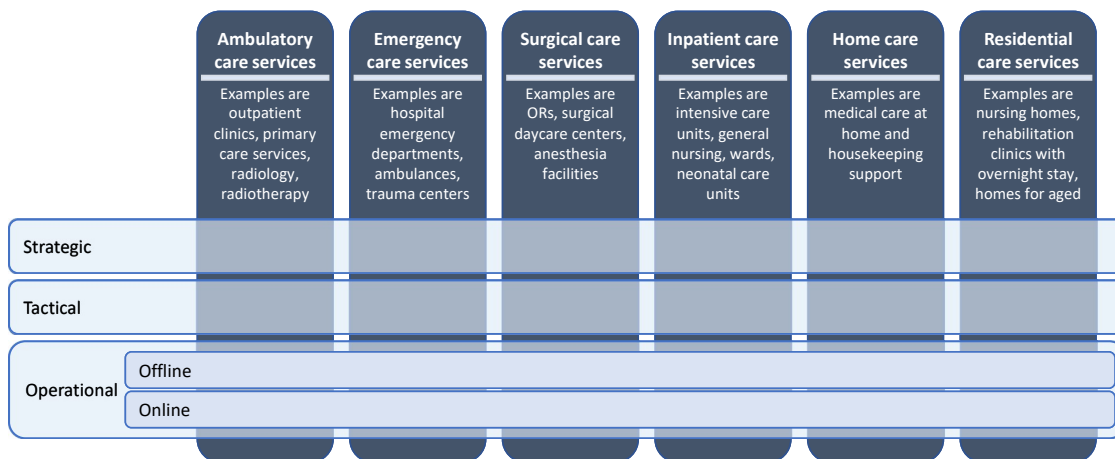 Ambulatory
care services
Examples are
outpatient
clinics, primary
care services,
radiology,
radiotherapy
Emergency
care services
Examples are
hospital
emergency
departments,
ambulances,
trauma centers
Surgical care
services
Examples are
ORs, surgical
daycare centers,
anesthesia
facilities
Inpatient care
services
Examples are
intensive care
units, general
nursing, wards,
neonatal care
units
Home care
services
Examples are
medical care at
home and
housekeeping
support
Residential
care services
Examples are
nursing homes,
rehabilitation
clinics with
overnight stay,
homes for aged
Strategic
Tactical
Operational
Offline
Online